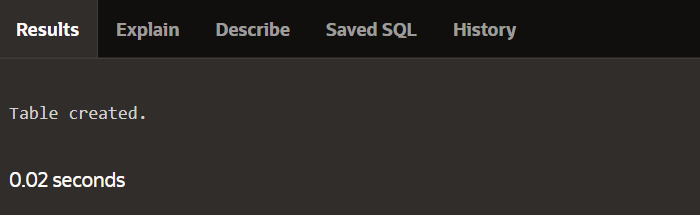 Results Explain Describe Saved SQL History
Table created.
0.02 seconds